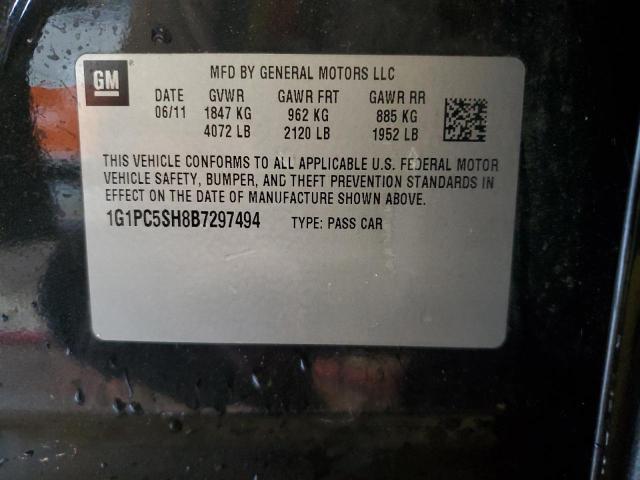 GM
MFD BY GENERAL MOTORS LLC
DATE GVWR GAWR FRT GAWR RR
06/11 1847 KG 962 KG 885 KG
4072 LB 2120 LB 1952 LB
THIS VEHICLE CONFORMS TO ALL APPLICABLE U.S. FEDERAL MOTOR
VEHICLE SAFETY, BUMPER, AND THEFT PREVENTION STANDARDS IN
EFFECT ON THE DATE OF MANUFACTURE SHOWN ABOVE.
1G1PC5SH8B7297494 TYPE: PASS CAR